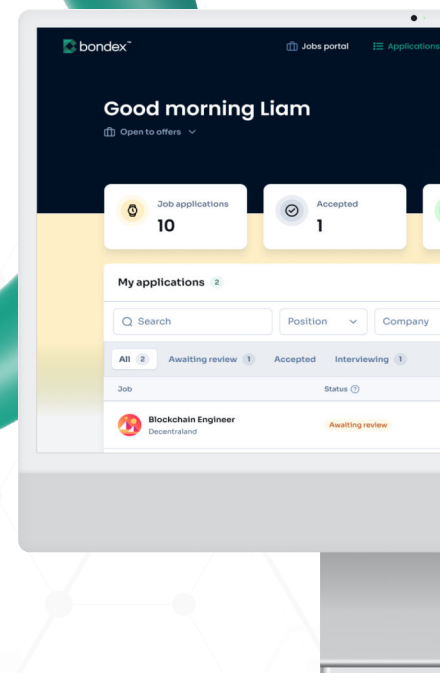 bondex™
Jobs portal
Applications
Good morning Liam
Open to offers
Job applications
10
Accepted
1
My applications 2
Search
Position
Company
All 2 Awaiting review 1 Accepted Interviewing 1
Job Status
Blockchain Engineer
Decentraland
Awaiting review